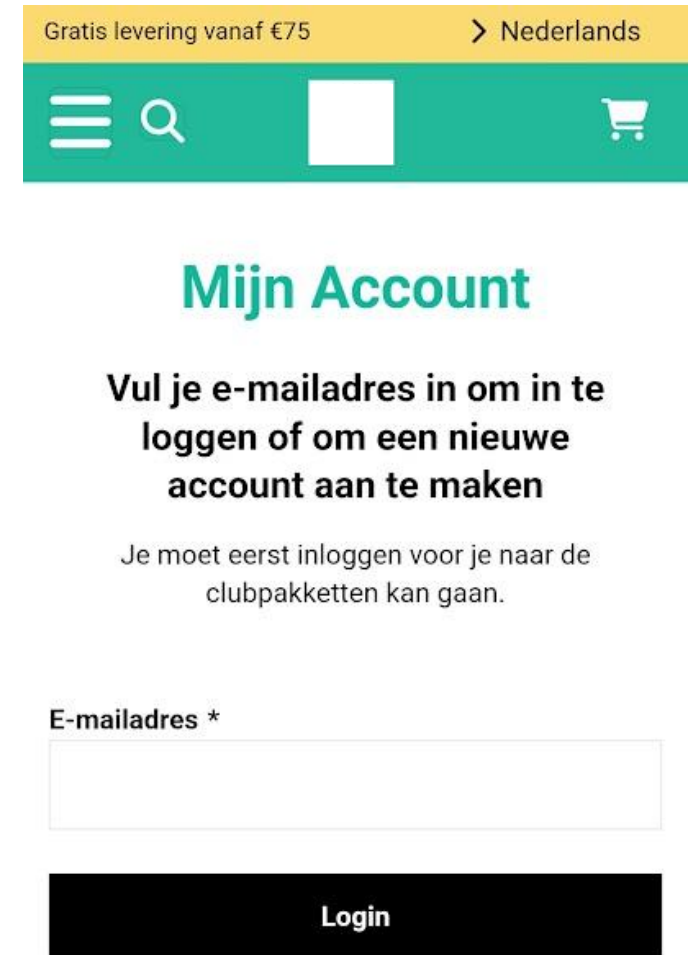 Gratis levering vanaf €75
Nederlands
Mijn Account
Vul je e-mailadres in om in te
loggen of om een nieuwe
account aan te maken
Je moet eerst inloggen voor je naar de
clubpakketten kan gaan.
E-mailadres *
Login